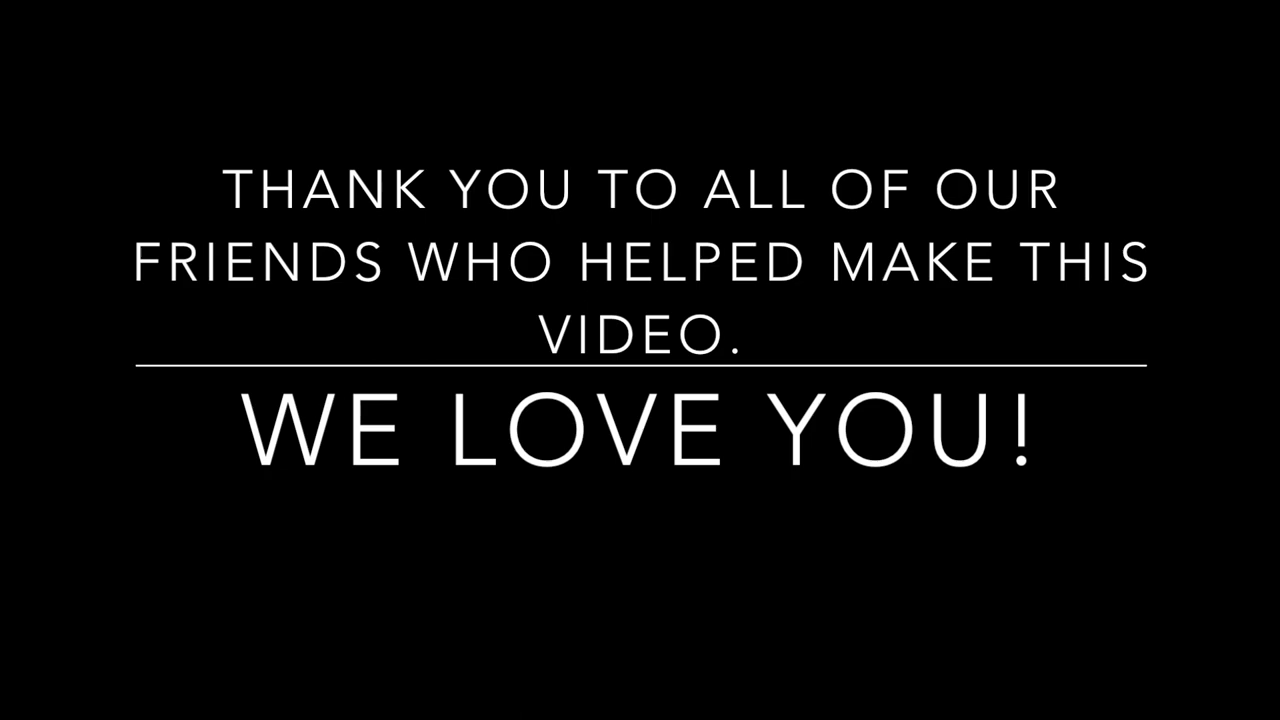 THANK YOU TO ALL OF OUR
FRIENDS WHO HELPED MAKE THIS
VIDEO.
WE LOVE YOU!